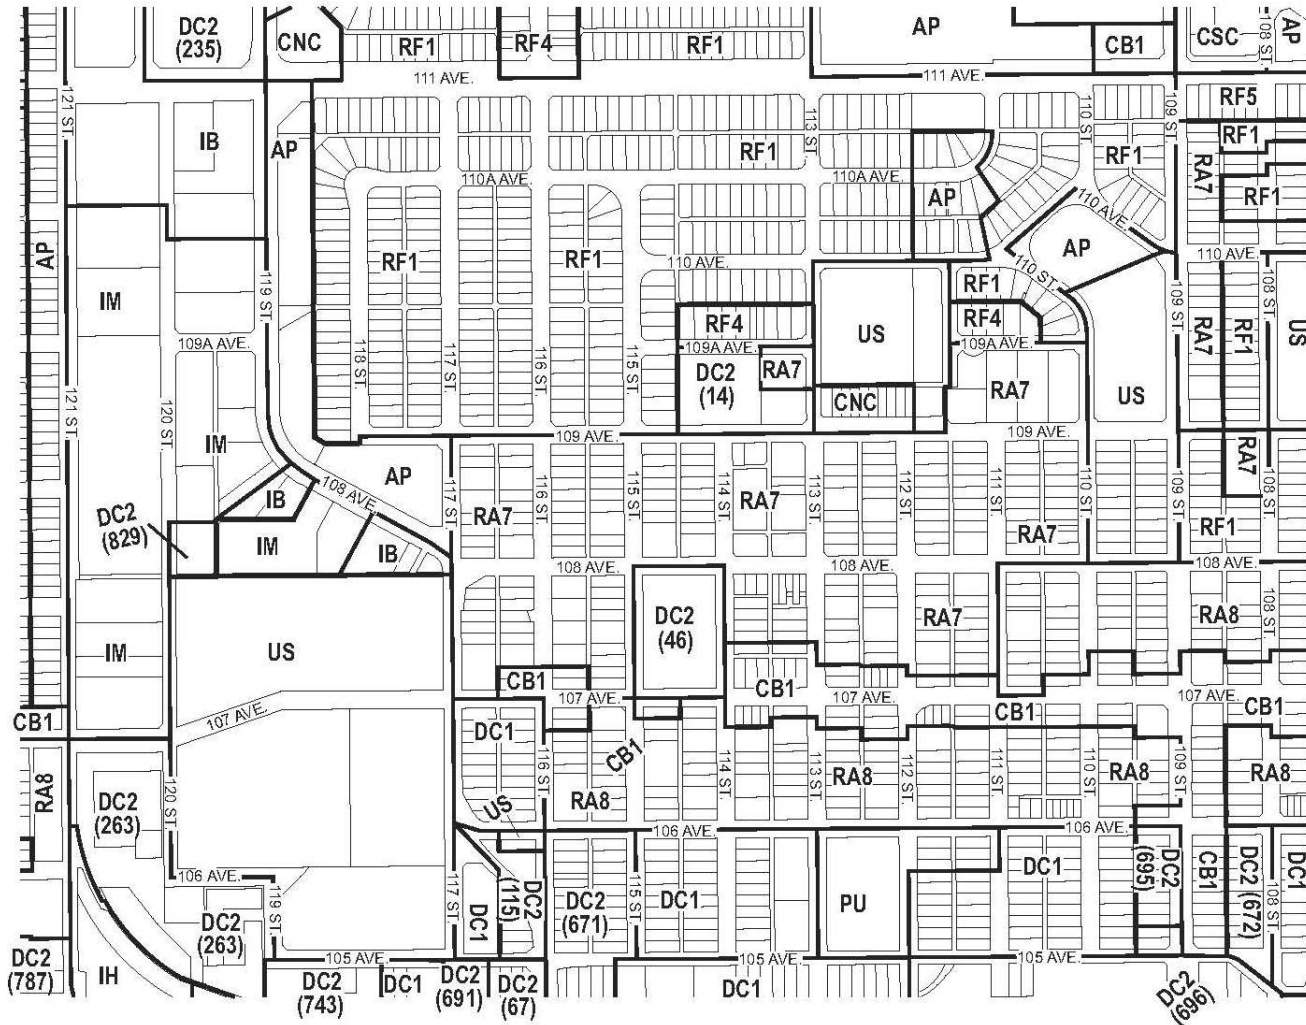 DC2
(235)
CNC
RF1
RF4
RF1
AP
CB1
CSC
108 ST.
AP
111 AVE.
111 AVE.
121 ST.
IB
AP
RF1
113 ST.
110 ST.
109 ST.
RF5
RF1
RF1
RA7
RF1
110A AVE.
110A AVE.
AP
110 AVE.
AP
IM
119 ST.
RF1
RF1
110 AVE.
AP
110 ST.
110 AVE.
RF1
109 ST.
108 ST.
RF4
US
RF4
RA7
RF1
US
109A AVE.
118 ST.
117 ST.
116 ST.
115 ST.
109A AVE.
109A AVE.
DC2
(14)
RA7
CNC
RA7
US
121 ST.
120 ST.
IM
109 AVE.
109 AVE.
AP
117 ST.
RA7
116 ST.
115 ST.
114 ST.
RA7
113 ST.
112 ST.
111 ST.
RA7
110 ST.
109 ST.
RA7
108 ST.
RF1
108 AVE.
IB
DC2
(829)
IM
IB
108 AVE.
108 AVE.
108 AVE.
IM
US
DC2
(46)
RA7
RA8
108 ST.
CB1
CB1
107 AVE.
107 AVE.
107 AVE.
107 AVE.
CB1
CB1
CB1
DC1
116 ST.
CB1
114 ST.
113 ST.
RA8
112 ST.
111 ST.
110 ST.
RA8
109 ST.
RA8
RA8
DC2
(263)
120 ST.
US
RA8
106 AVE.
106 AVE.
106 AVE.
119 ST.
117 ST.
DC1
DC2
(115)
DC2
(671)
115 ST.
DC1
PU
DC1
DC2
(695)
CB1
DC2 (672)
108 ST.
DC1
DC2
(263)
105 AVE.
105 AVE.
DC2
(787)
IH
DC2
(743)
DC1
DC2
(691)
DC2
(67)
DC1
DC2
(696)